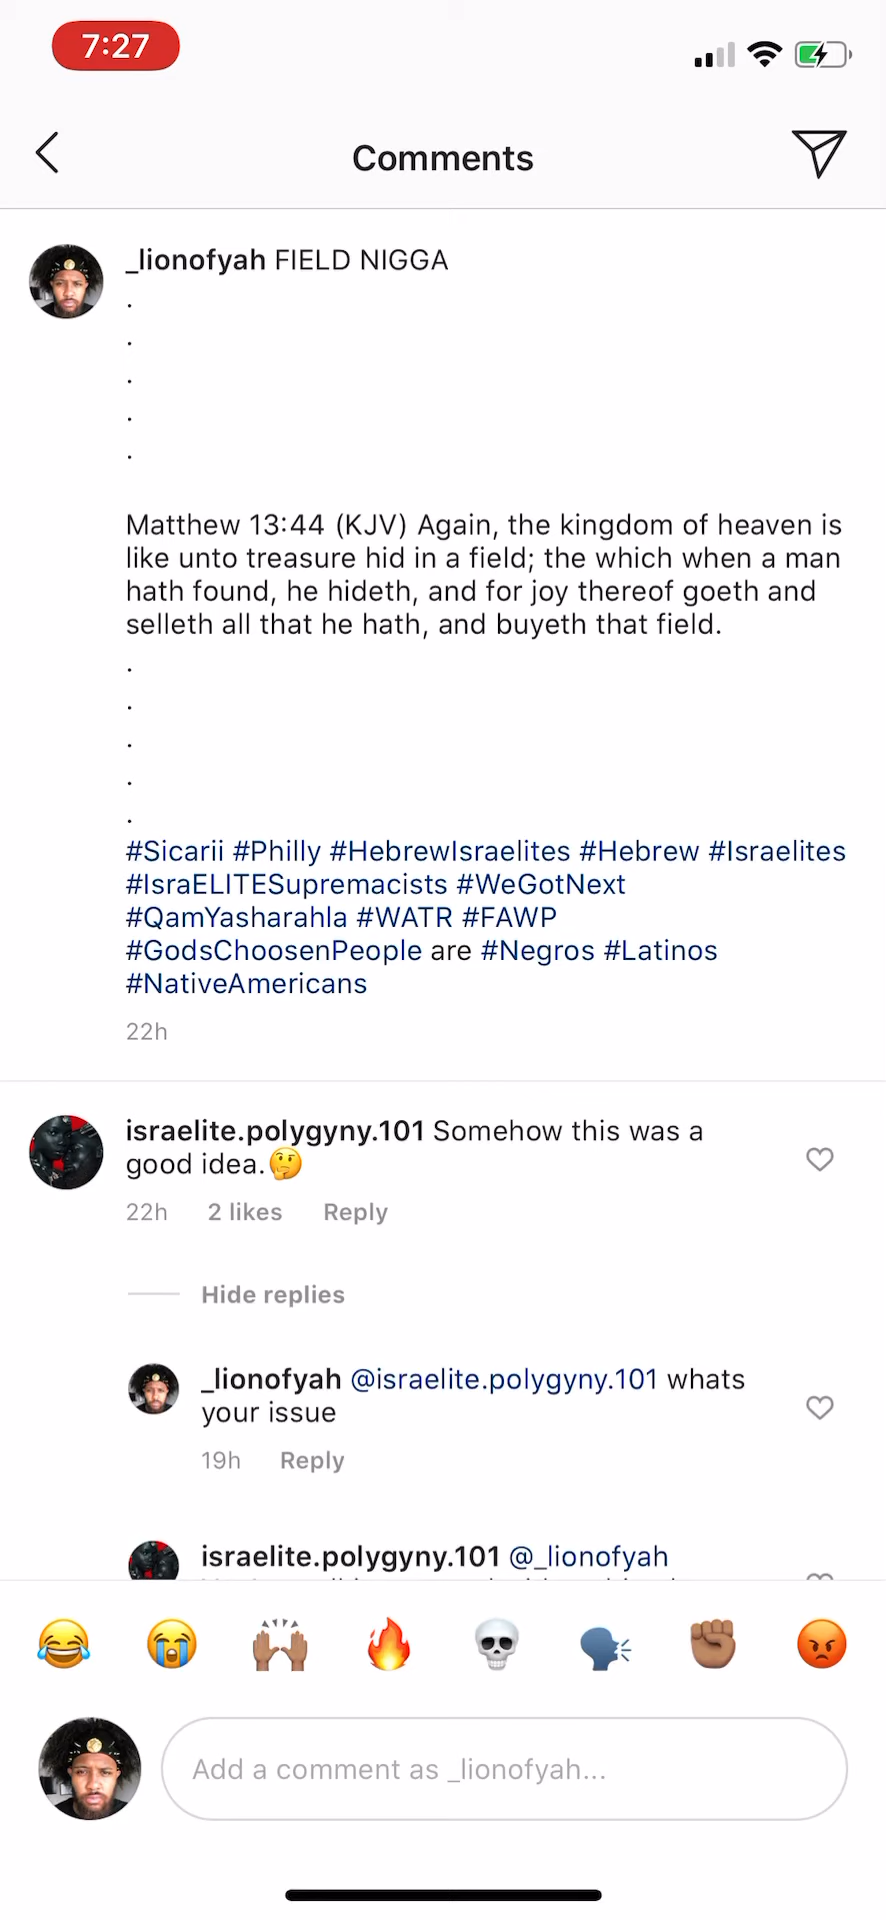 7:27
Comments
_lionofyah FIELD NIGGA
.
.
.
.
.
Matthew 13:44 (KJV) Again, the kingdom of heaven is
like unto treasure hid in a field; the which when a man
hath found, he hideth, and for joy thereof goeth and
selleth all that he hath, and buyeth that field.
.
.
.
.
.
#Sicarii #Philly #HebrewIsraelites #Hebrew #Israelites
#IsraELITESupremacists #WeGotNext
#QamYasharahla #WATR #FAWP
#GodsChoosenPeople are #Negros #Latinos
#NativeAmericans
22h
israelite.polygyny.101 Somehow this was a
good idea.🤔
22h 2 likes Reply
Hide replies
_lionofyah @israelite.polygyny.101 whats
your issue
19h Reply
israelite.polygyny.101 @_lionofyah
Add a comment as _lionofyah...